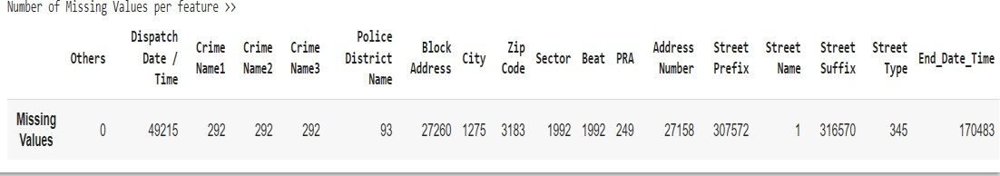 Number of Missing Values per feature >>
Others Dispatch Date / Time Crime Name1 Crime Name2 Crime Name3 Police District Name Block Address City Zip Code Sector Beat PRA Address Number Street Prefix Street Name Street Suffix Street Type End_Date_Time
Missing Values 0 49215 292 292 292 93 27260 1275 3183 1992 1992 249 27158 307572 1 316570 345 170483